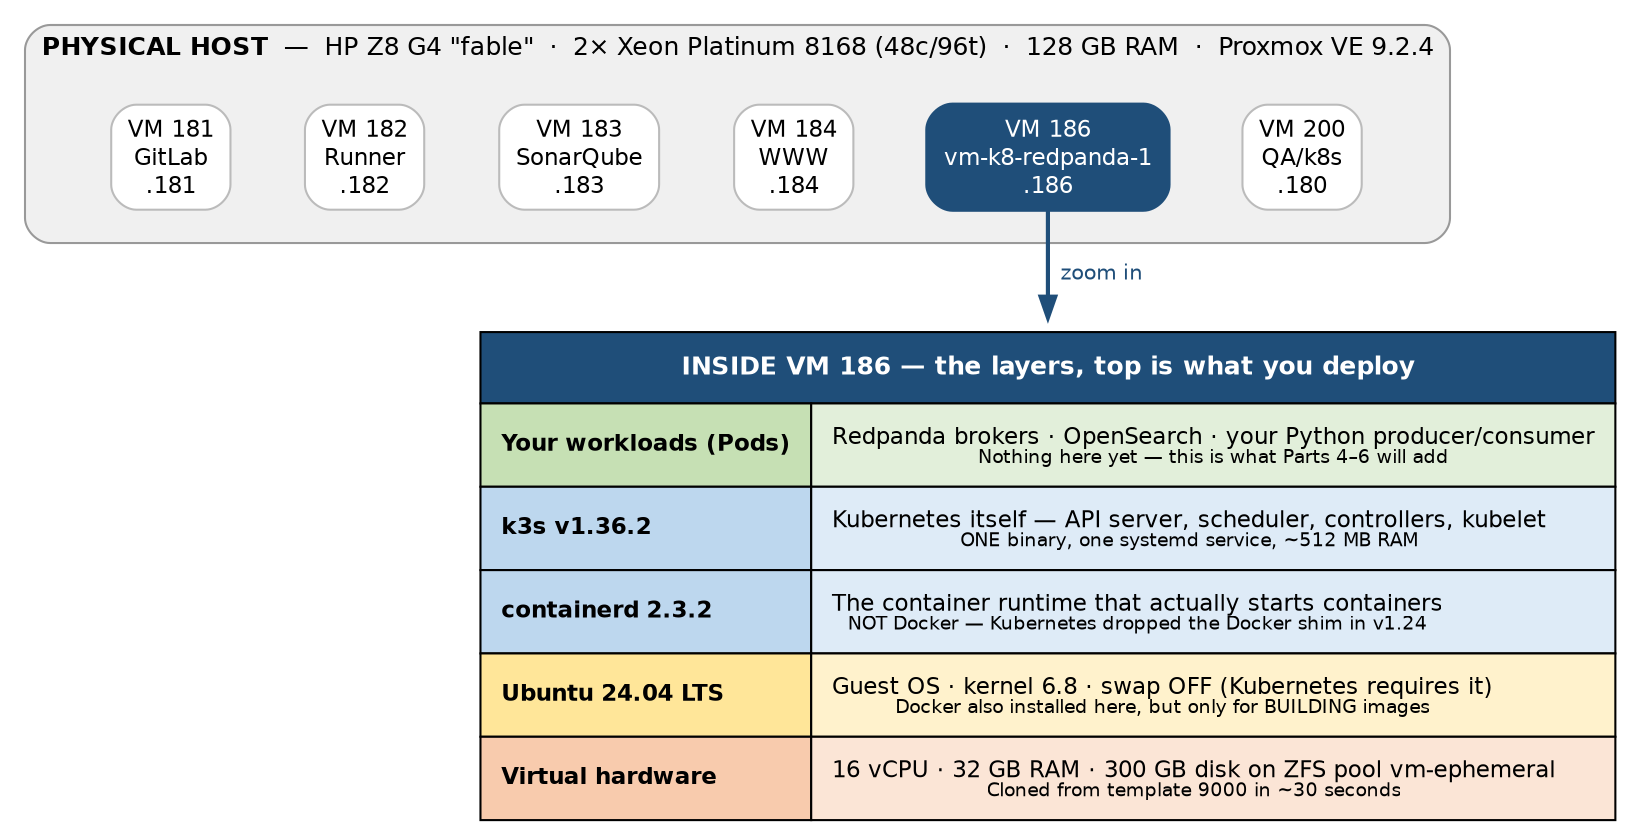 PHYSICAL HOST — HP Z8 G4 "fable" · 2× Xeon Platinum 8168 (48c/96t) · 128 GB RAM · Proxmox VE 9.2.4
VM 181
GitLab
.181
VM 182
Runner
.182
VM 183
SonarQube
.183
VM 184
WWW
.184
VM 186
vm-k8-redpanda-1
.186
VM 200
QA/k8s
.180
zoom in
INSIDE VM 186 — the layers, top is what you deploy
Your workloads (Pods)
Redpanda brokers · OpenSearch · your Python producer/consumer
Nothing here yet — this is what Parts 4–6 will add
k3s v1.36.2
Kubernetes itself — API server, scheduler, controllers, kubelet
ONE binary, one systemd service, ~512 MB RAM
containerd 2.3.2
The container runtime that actually starts containers
NOT Docker — Kubernetes dropped the Docker shim in v1.24
Ubuntu 24.04 LTS
Guest OS · kernel 6.8 · swap OFF (Kubernetes requires it)
Docker also installed here, but only for BUILDING images
Virtual hardware
16 vCPU · 32 GB RAM · 300 GB disk on ZFS pool vm-ephemeral
Cloned from template 9000 in ~30 seconds